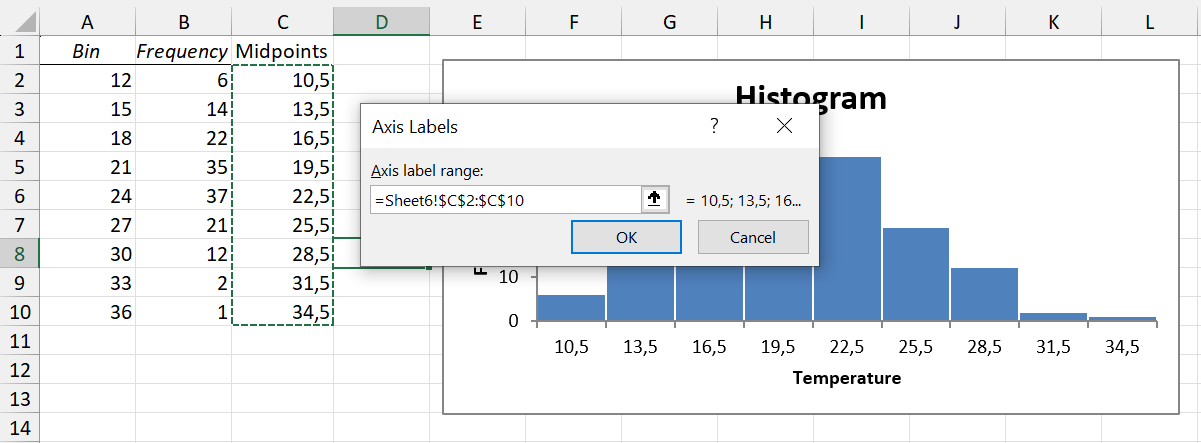 A B C D E F G H I J K L
1 Bin Frequency Midpoints
2 12 6 10,5
3 15 14 13,5
4 18 22 16,5
5 21 35 19,5
6 24 37 22,5
7 27 21 25,5
8 30 12 28,5
9 33 2 31,5
10 36 1 34,5
11
12
13
14
Histogram
Axis Labels ?
Axis label range:
=Sheet6!$C$2:$C$10 = 10,5; 13,5; 16...
OK Cancel
10
0
10,5 13,5 16,5 19,5 22,5 25,5 28,5 31,5 34,5
Temperature